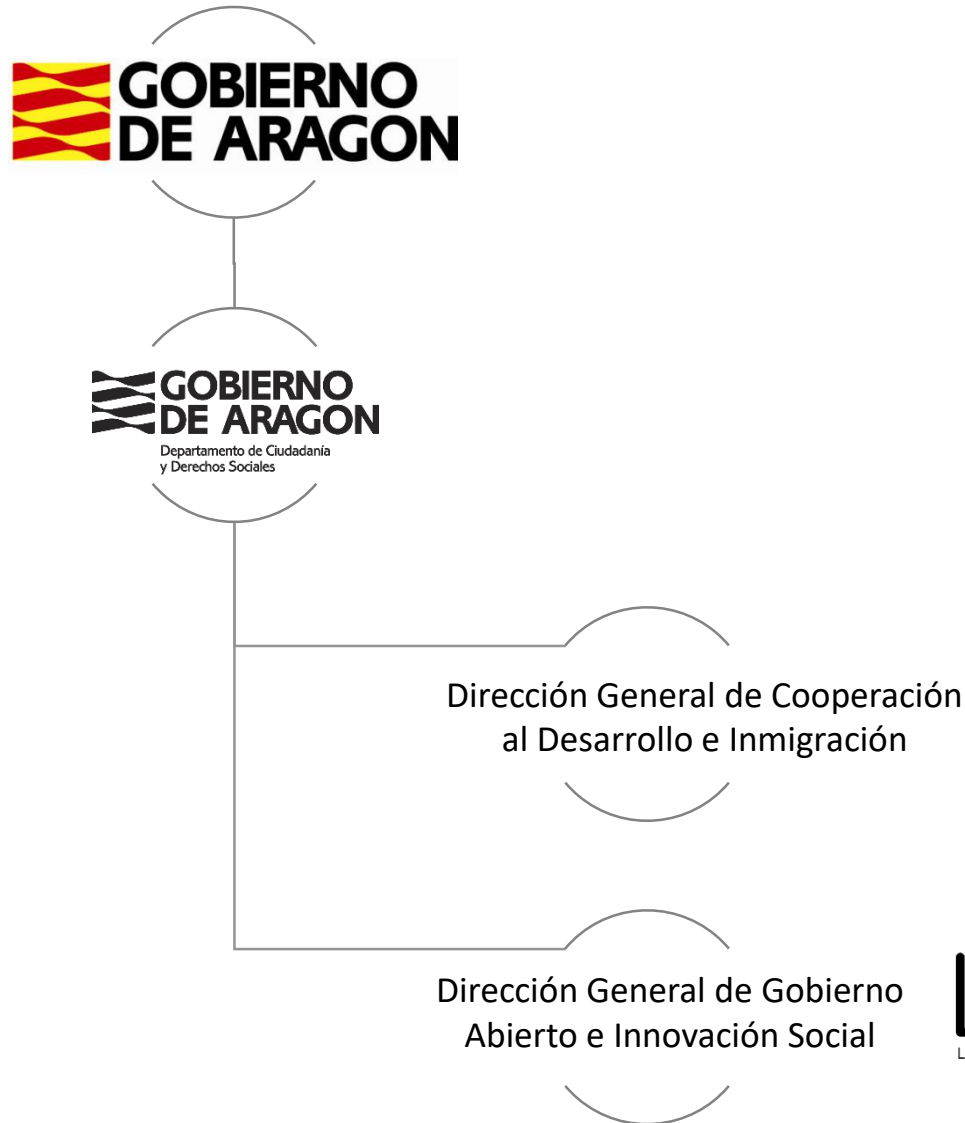 GOBIERNO
DE ARAGON
GOBIERNO
DE ARAGON
Departamento de Ciudadanía
y Derechos Sociales
Dirección General de Cooperación
al Desarrollo e Inmigración
Dirección General de Gobierno
Abierto e Innovación Social